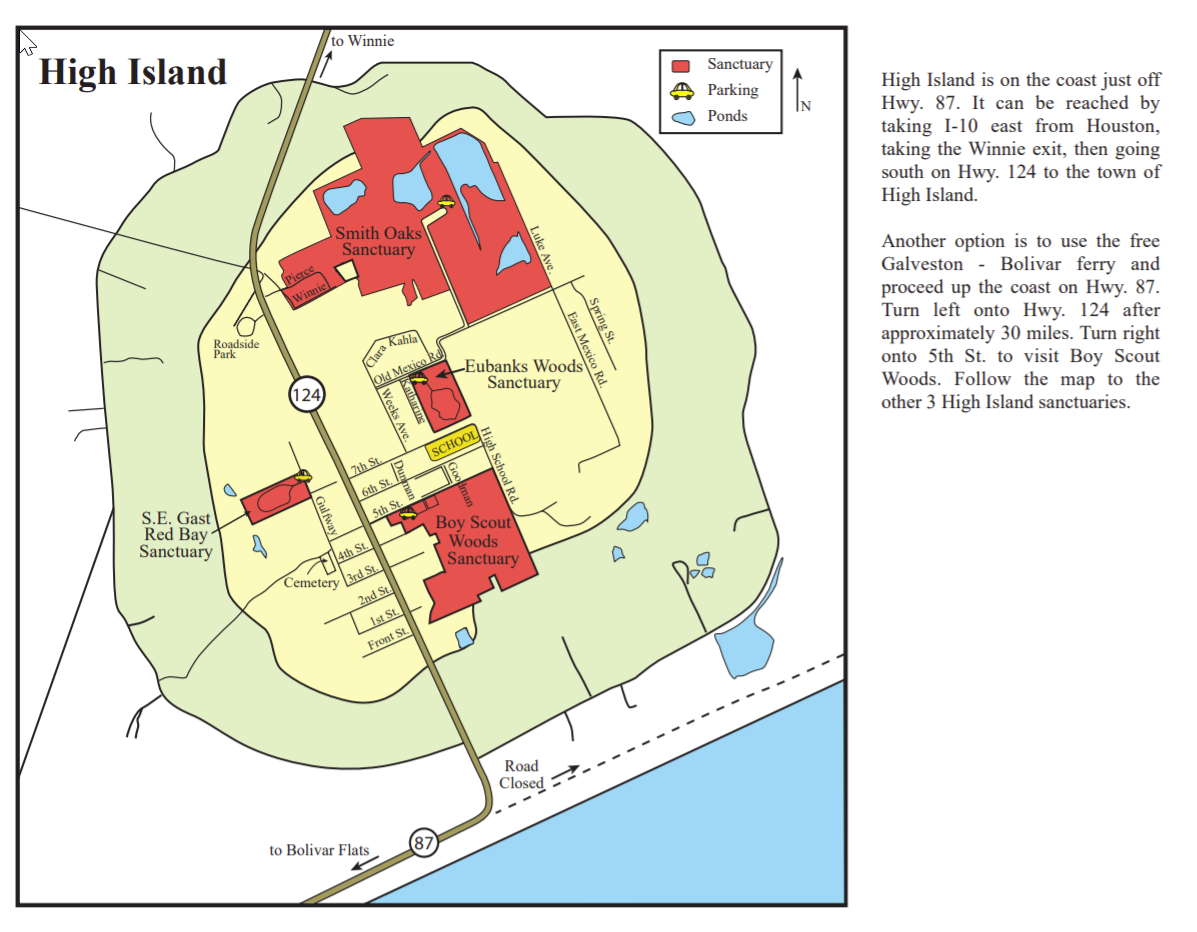 to Winnie
High Island
Sanctuary
Parking
Ponds
N
Smith Oaks
Sanctuary
Luke Ave.
Pierce
Winnie
Spring St.
East Mexico Rd.
Roadside
Park
Clara
Kahla
Old Mexico Rd.
Eubanks Woods
Sanctuary
124
Weeks Ave.
Katharine
SCHOOL
High School Rd.
7th St.
6th St.
Dunman
Goodman
5th St.
Gulfway
S.E. Gast
Red Bay
Sanctuary
Boy Scout
Woods
Sanctuary
4th St.
Cemetery
3rd St.
2nd St.
1st St.
Front St.
Road
Closed
to Bolivar Flats
87
High Island is on the coast just off
Hwy. 87. It can be reached by
taking I-10 east from Houston,
taking the Winnie exit, then going
south on Hwy. 124 to the town of
High Island.
Another option is to use the free
Galveston - Bolivar ferry and
proceed up the coast on Hwy. 87.
Turn left onto Hwy. 124 after
approximately 30 miles. Turn right
onto 5th St. to visit Boy Scout
Woods. Follow the map to the
other 3 High Island sanctuaries.